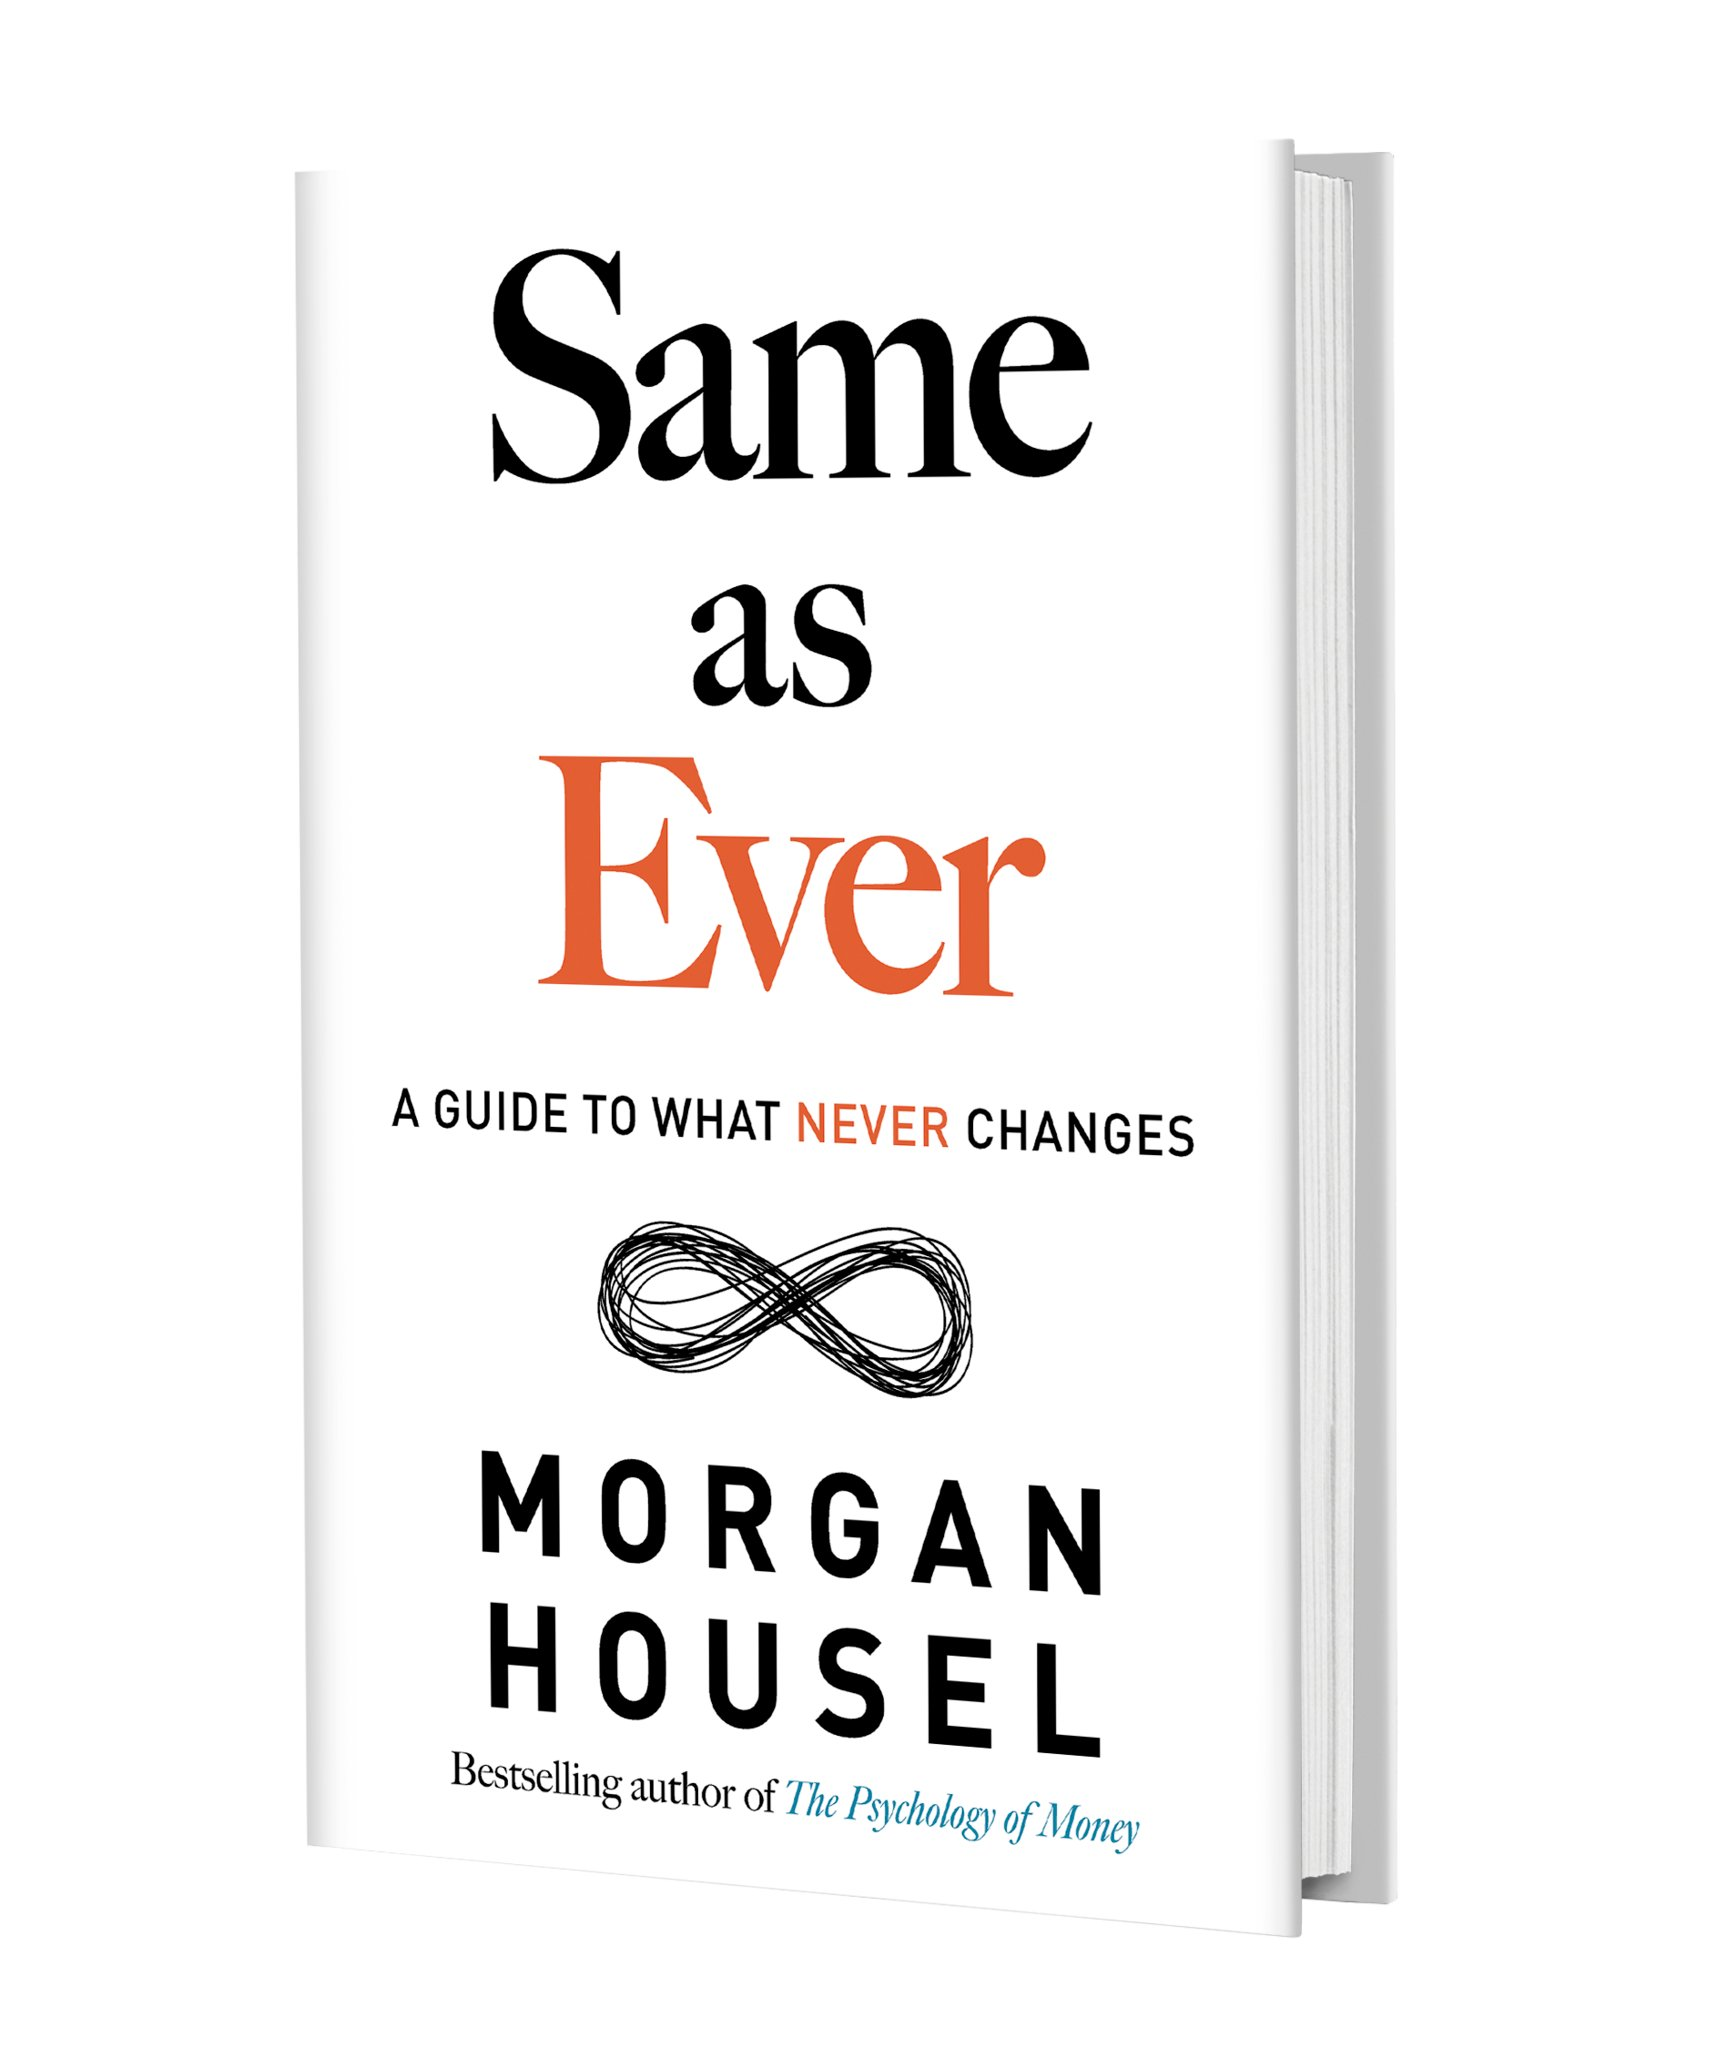 Same
as
Ever
A GUIDE TO WHAT NEVER CHANGES
MORGAN
HOUSEL
Bestselling author of The Psychology of Money